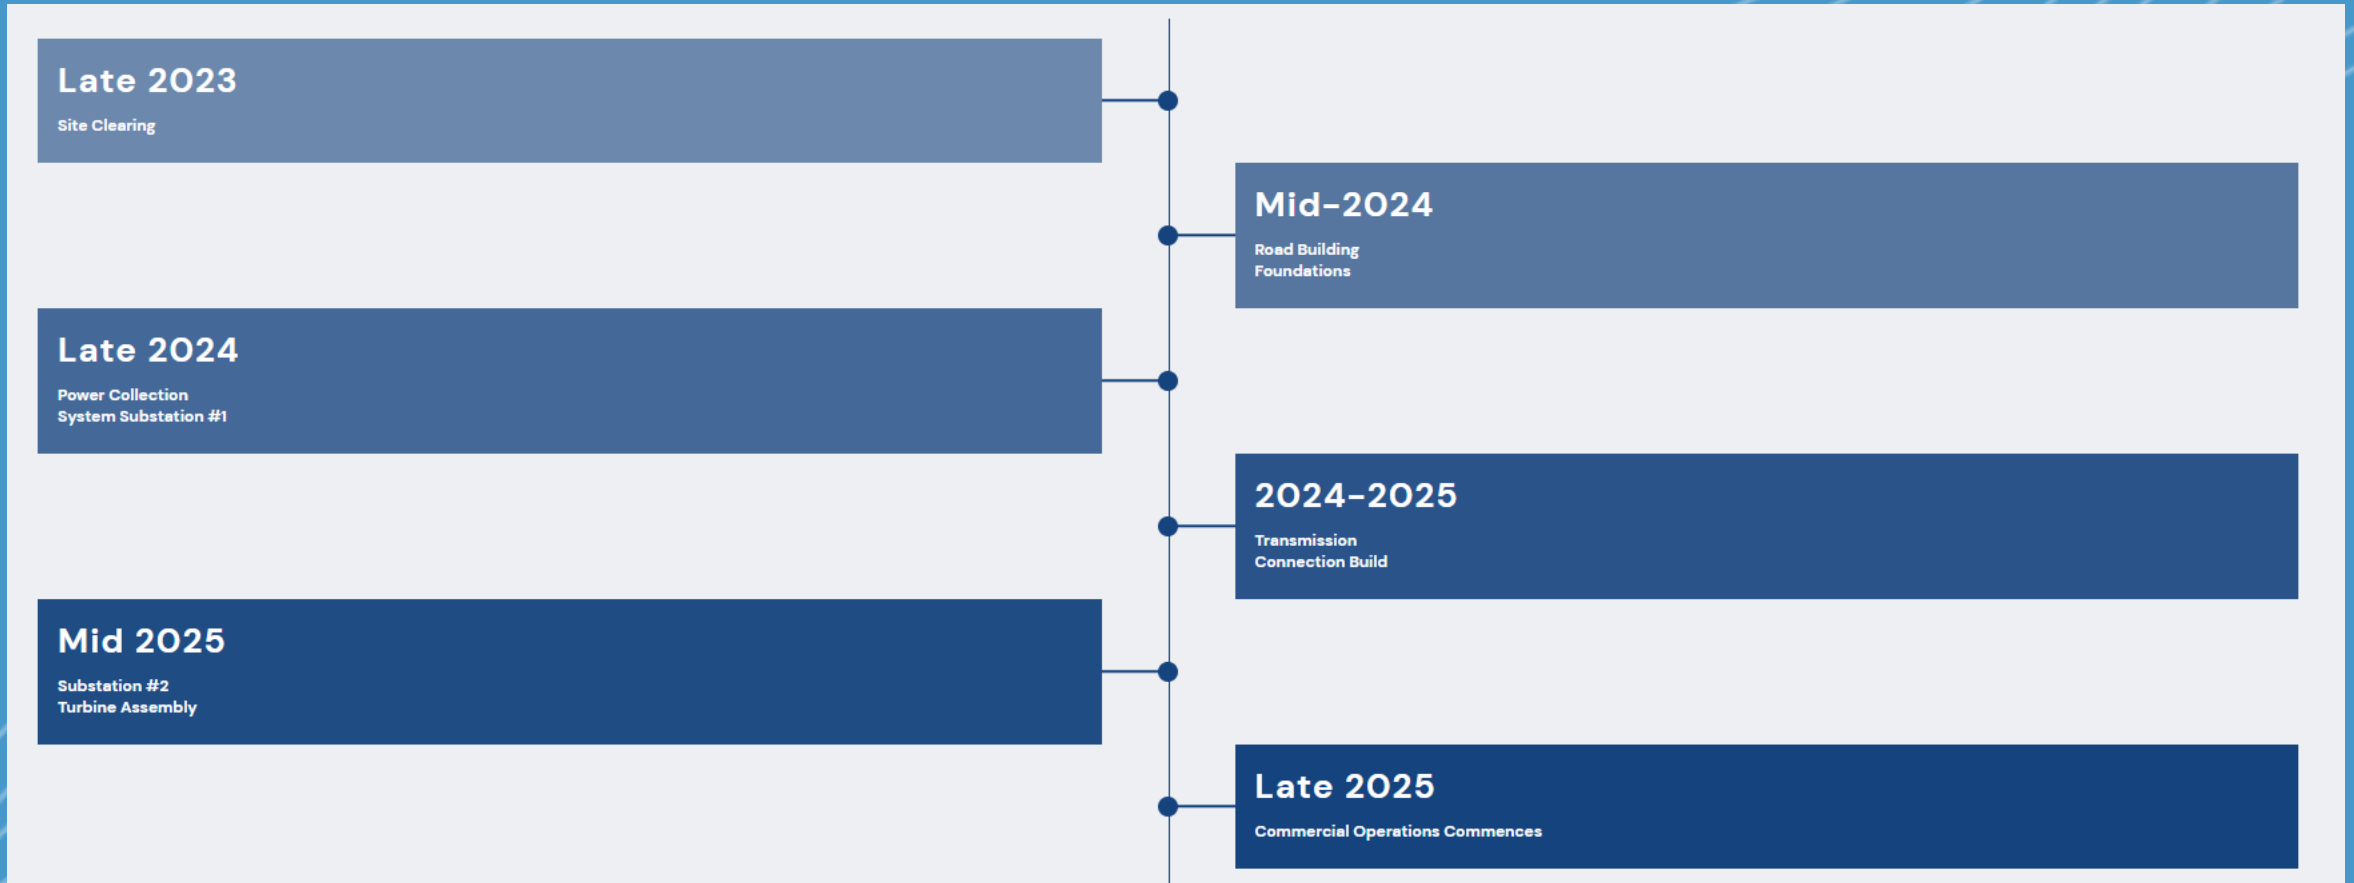 Late 2023
Site Clearing
Mid-2024
Road Building
Foundations
Late 2024
Power Collection
System Substation #1
2024-2025
Transmission
Connection Build
Mid 2025
Substation #2
Turbine Assembly
Late 2025
Commercial Operations Commences